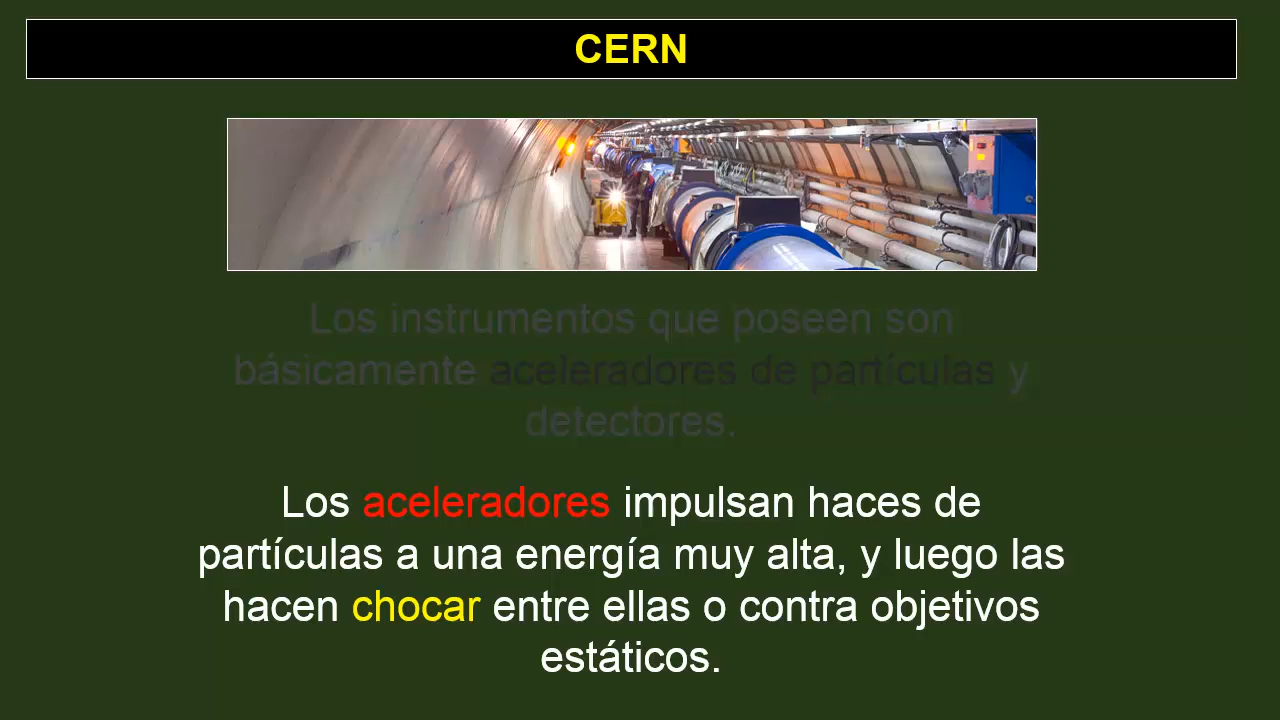 CERN
Los instrumentos que poseen son
básicamente aceleradores de partículas y
detectores.
Los aceleradores impulsan haces de
partículas a una energía muy alta, y luego las
hacen chocar entre ellas o contra objetivos
estáticos.